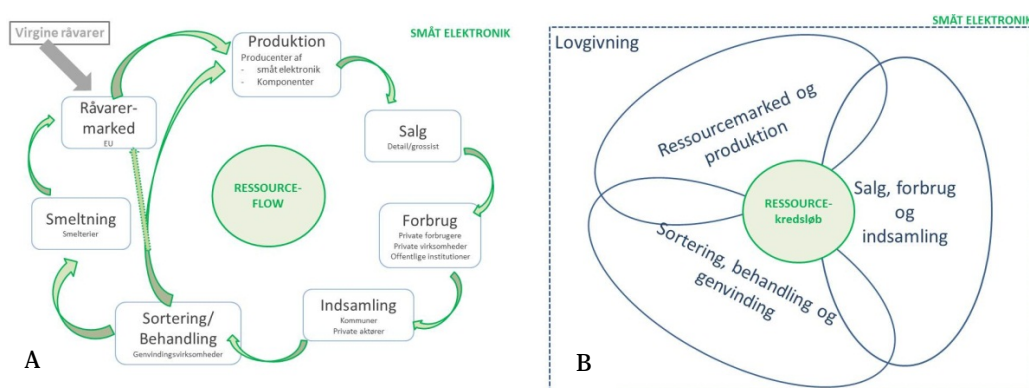 Virgine råvarer
SMÅT ELEKTRONIK
Produktion
Producenter af
- småt elektronik
- Komponenter
Råvarer-
marked
EU
Salg
Detail/grossist
RESSOURCE-
FLOW
Smeltning
Smelterier
Forbrug
Private forbrugere
Private virksomheder
Offentlige institutioner
Indsamling
Kommuner
Private aktører
Sortering/
Behandling
Genvindingsvirksomheder
A
SMÅT ELEKTRONIK
Lovgivning
Ressourcemarked og
produktion
RESSOURCE-
kredsløb
Salg, forbrug
og
indsamling
Sortering, behandling og
genvinding
B